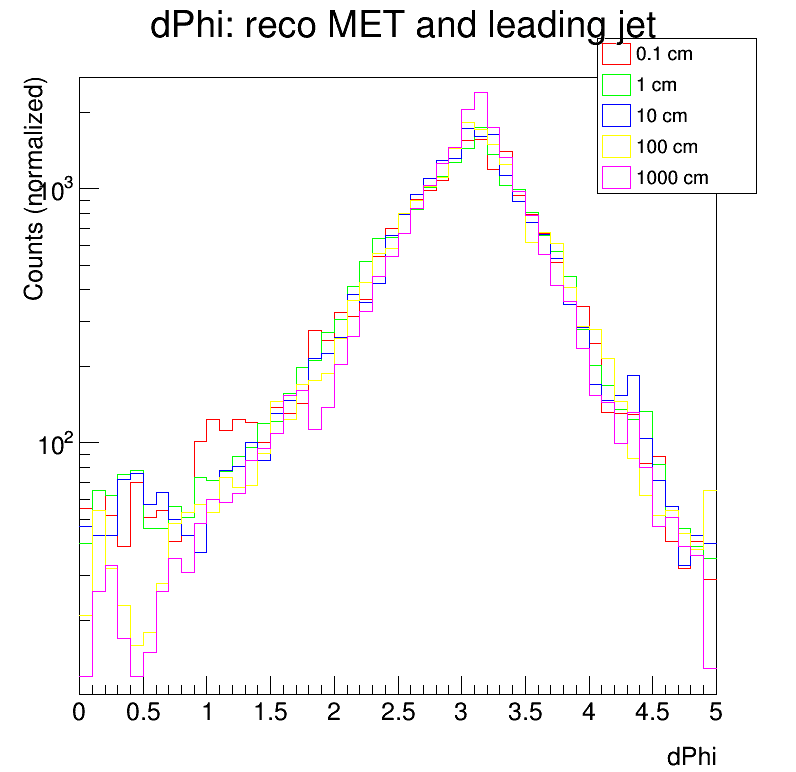 dPhi: reco MET and leading jet
0.1 cm
1 cm
10 cm
100 cm
1000 cm
Counts (normalized)
10³
10²
0 0.5 1 1.5 2 2.5 3 3.5 4 4.5 5
dPhi